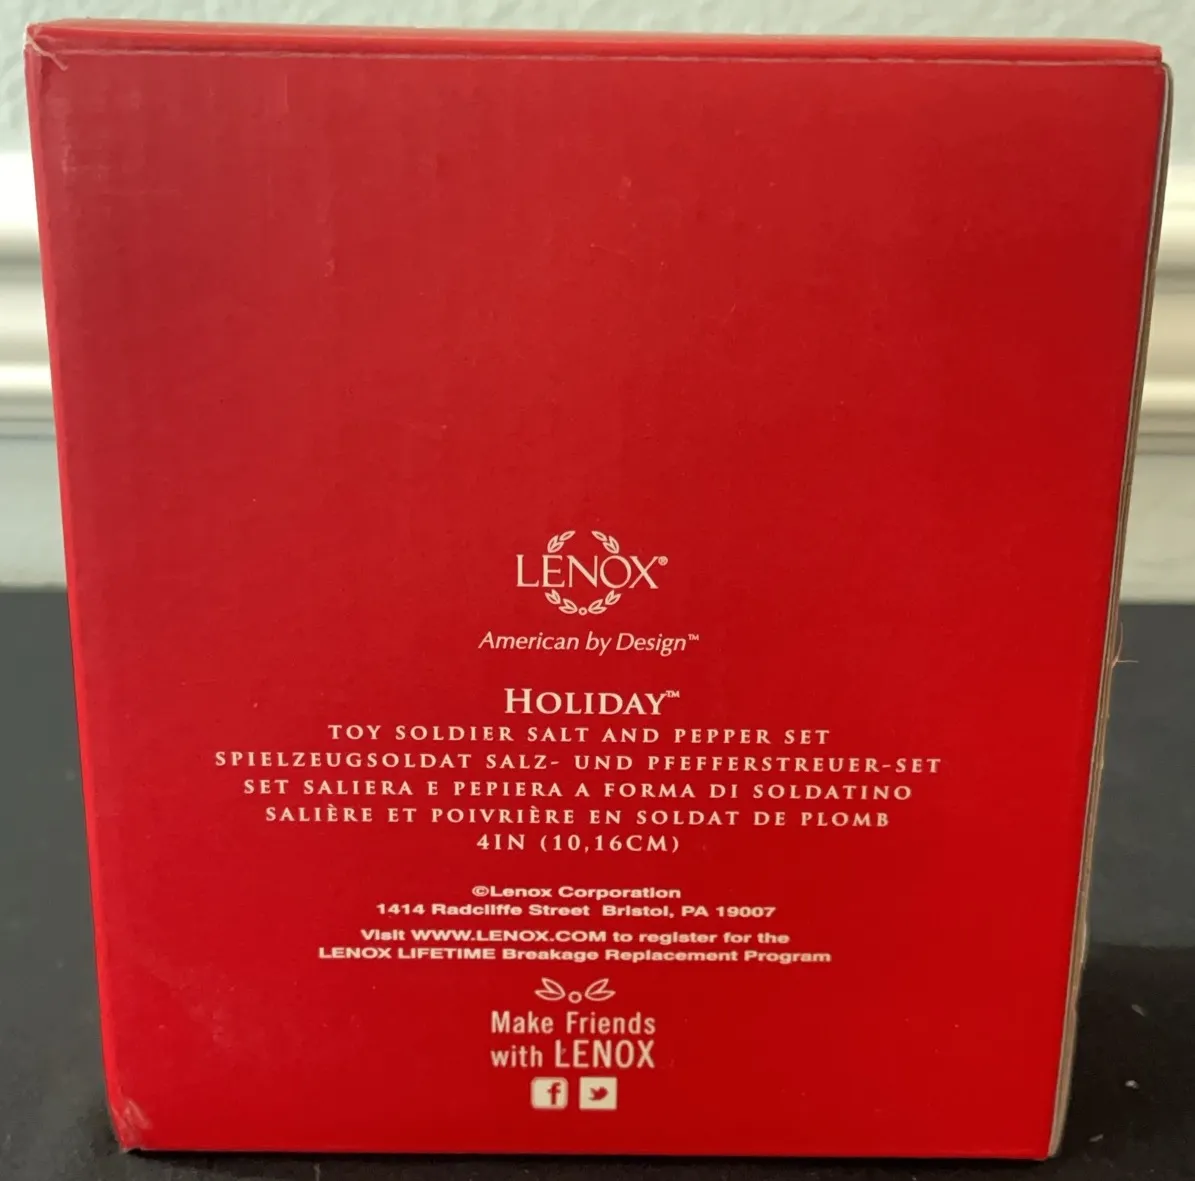 LENOX®
American by Design™
HOLIDAY™
TOY SOLDIER SALT AND PEPPER SET
SPIELZEUGSOLDAT SALZ- UND PFEFFERSTREUER-SET
SET SALIERA E PEPIERA A FORMA DI SOLDATINO
SALIÈRE ET POIVRIÈRE EN SOLDAT DE PLOMB
4IN (10,16CM)
©Lenox Corporation
1414 Radcliffe Street Bristol, PA 19007
Visit WWW.LENOX.COM to register for the
LENOX LIFETIME Breakage Replacement Program
Make Friends
with LENOX
f